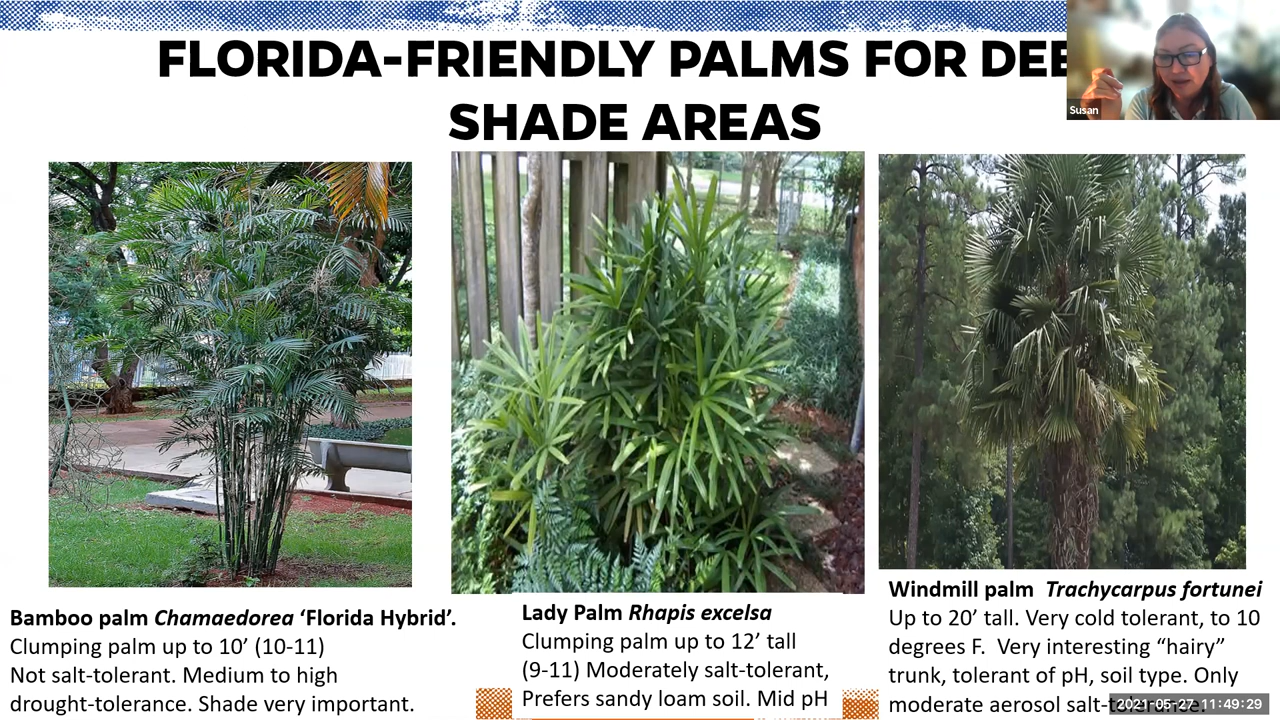 FLORIDA-FRIENDLY PALMS FOR
SHADE AREAS
Susan
Bamboo palm Chamaedorea ‘Florida Hybrid’.
Clumping palm up to 10’ (10-11)
Not salt-tolerant. Medium to high
drought-tolerance. Shade very important.
Lady Palm Rhapis excelsa
Clumping palm up to 12’ tall
(9-11) Moderately salt-tolerant,
Prefers sandy loam soil. Mid pH
Windmill palm Trachycarpus fortunei
Up to 20’ tall. Very cold tolerant, to 10
degrees F. Very interesting “hairy”
trunk, tolerant of pH, soil type. Only
moderate aerosol salt-tolerance.
2021-05-27 11:49:29